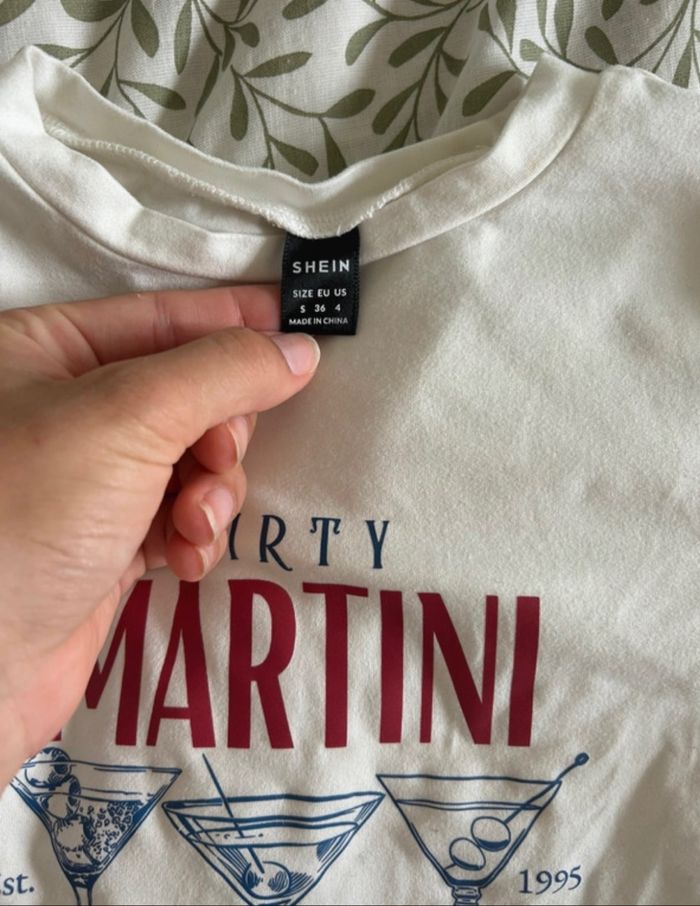 SHEIN
SIZE EU US
S 36 4
MADE IN CHINA
IRTY
MARTINI
st. 1995